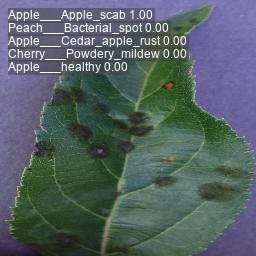 Apple___Apple_scab 1.00
Peach___Bacterial_spot 0.00
Apple___Cedar_apple_rust 0.00
Cherry___Powdery_mildew 0.00
Apple___healthy 0.00